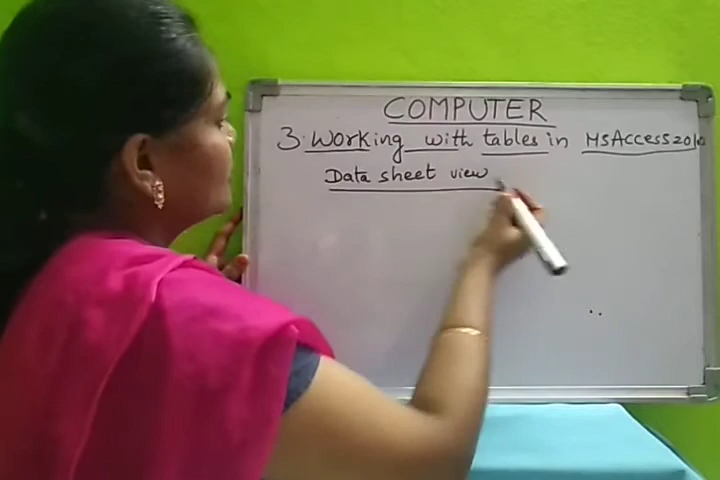 COMPUTER
3. Working with tables in MSAccess2010
Data sheet view